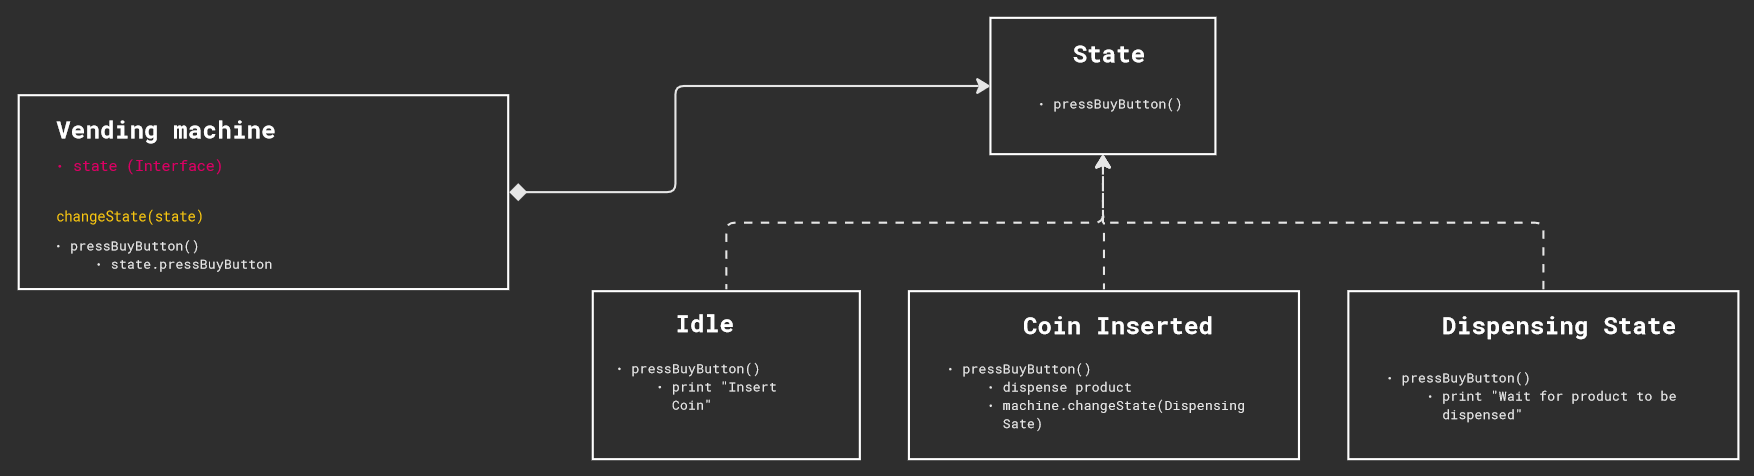 State
· pressBuyButton()
Vending machine
· state (Interface)
changeState(state)
· pressBuyButton()
· state.pressBuyButton
Idle
· pressBuyButton()
· print "Insert
Coin"
Coin Inserted
· pressBuyButton()
· dispense product
· machine.changeState(Dispensing
Sate)
Dispensing State
· pressBuyButton()
· print "Wait for product to be
dispensed"